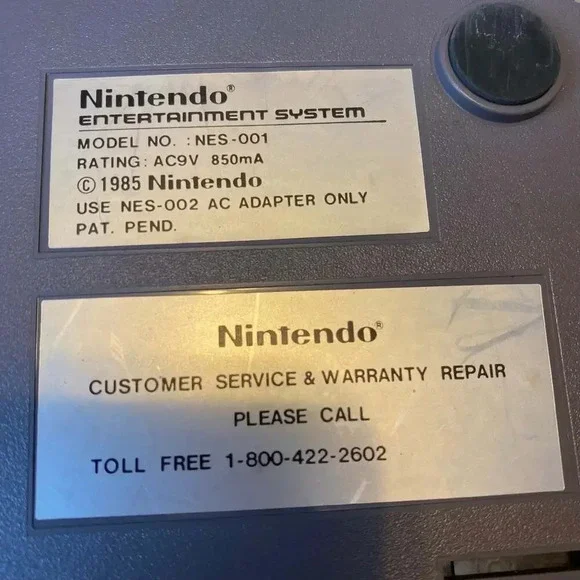 Nintendo®
ENTERTAINMENT SYSTEM
MODEL NO. :NES-001
RATING: AC9V 850mA
© 1985 Nintendo
USE NES-002 AC ADAPTER ONLY
PAT. PEND.
Nintendo®
CUSTOMER SERVICE & WARRANTY REPAIR
PLEASE CALL
TOLL FREE 1-800-422-2602